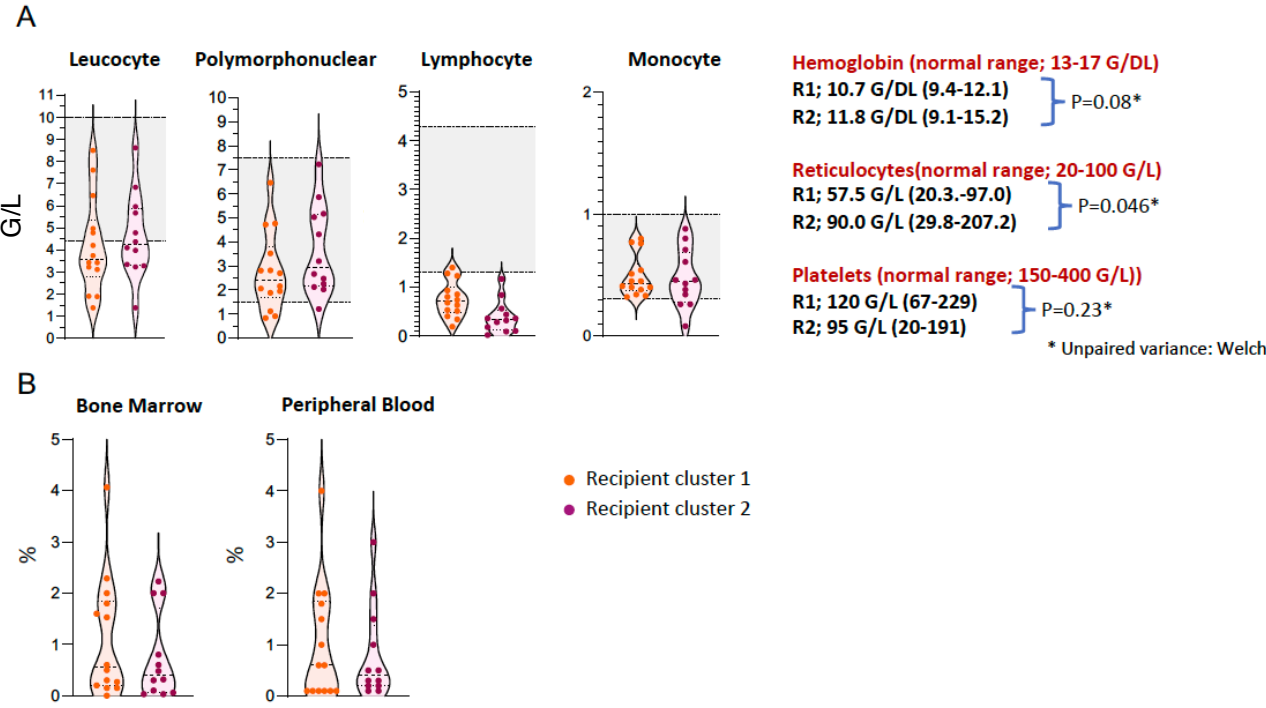 A
Leucocyte
Polymorphonuclear
Lymphocyte
Monocyte
G/L
11
10
9
8
7
6
5
4
3
2
1
0
10
9
8
7
6
5
4
3
2
1
0
5
4
3
2
1
0
2
1
0
Hemoglobin (normal range; 13-17 G/DL)
R1; 10.7 G/DL (9.4-12.1)
R2; 11.8 G/DL (9.1-15.2)
P=0.08*
Reticulocytes(normal range; 20-100 G/L)
R1; 57.5 G/L (20.3.-97.0)
R2; 90.0 G/L (29.8-207.2)
P=0.046*
Platelets (normal range; 150-400 G/L))
R1; 120 G/L (67-229)
R2; 95 G/L (20-191)
P=0.23*
* Unpaired variance: Welch
B
Bone Marrow
Peripheral Blood
%
5
4
3
2
1
0
%
5
4
3
2
1
0
Recipient cluster 1
Recipient cluster 2